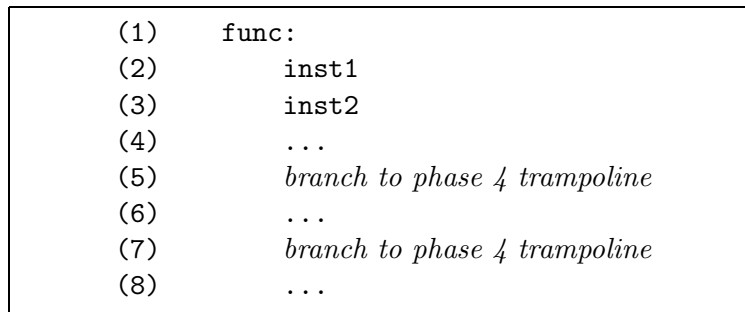 (1) func:
(2) inst1
(3) inst2
(4) ...
(5) branch to phase 4 trampoline
(6) ...
(7) branch to phase 4 trampoline
(8) ...